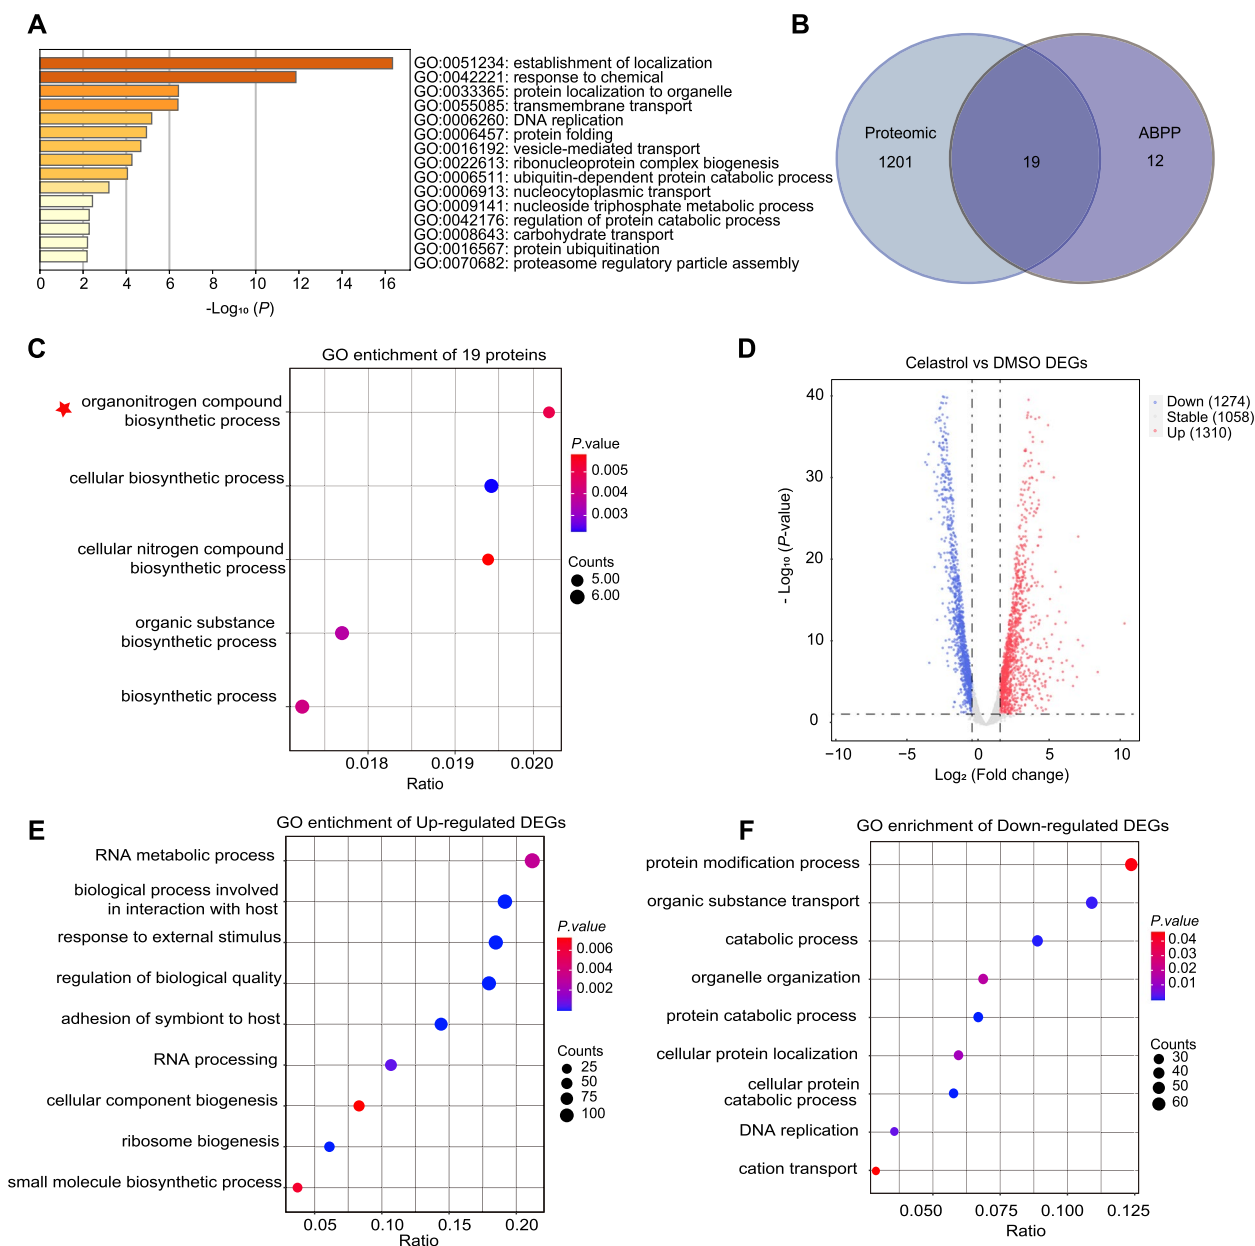 A
GO:0051234: establishment of localization
GO:0042221: response to chemical
GO:0033365: protein localization to organelle
GO:0055085: transmembrane transport
GO:0006260: DNA replication
GO:0006457: protein folding
GO:0016192: vesicle-mediated transport
GO:0022613: ribonucleoprotein complex biogenesis
GO:0006511: ubiquitin-dependent protein catabolic process
GO:0006913: nucleocytoplasmic transport
GO:0009141: nucleoside triphosphate metabolic process
GO:0042176: regulation of protein catabolic process
GO:0008643: carbohydrate transport
GO:0016567: protein ubiquitination
GO:0070682: proteasome regulatory particle assembly
0 2 4 6 8 10 12 14 16
-Log₁₀ (P)
B
Proteomic
1201
19
ABPP
12
C
GO entichment of 19 proteins
organonitrogen compound
biosynthetic process
cellular biosynthetic process
cellular nitrogen compound
biosynthetic process
organic substance
biosynthetic process
biosynthetic process
0.018 0.019 0.020
Ratio
P.value
0.005
0.004
0.003
Counts
5.00
6.00
D
Celastrol vs DMSO DEGs
40
30
20
10
0
- Log₁₀ (P-value)
−10 −5 0 5 10
Log₂ (Fold change)
Down (1274)
Stable (1058)
Up (1310)
E
GO entichment of Up-regulated DEGs
RNA metabolic process
biological process involved
in interaction with host
response to external stimulus
regulation of biological quality
adhesion of symbiont to host
RNA processing
cellular component biogenesis
ribosome biogenesis
small molecule biosynthetic process
0.05 0.10 0.15 0.20
Ratio
P.value
0.006
0.004
0.002
Counts
25
50
75
100
F
GO enrichment of Down-regulated DEGs
protein modification process
organic substance transport
catabolic process
organelle organization
protein catabolic process
cellular protein localization
cellular protein
catabolic process
DNA replication
cation transport
0.050 0.075 0.100 0.125
Ratio
P.value
0.04
0.03
0.02
0.01
Counts
30
40
50
60